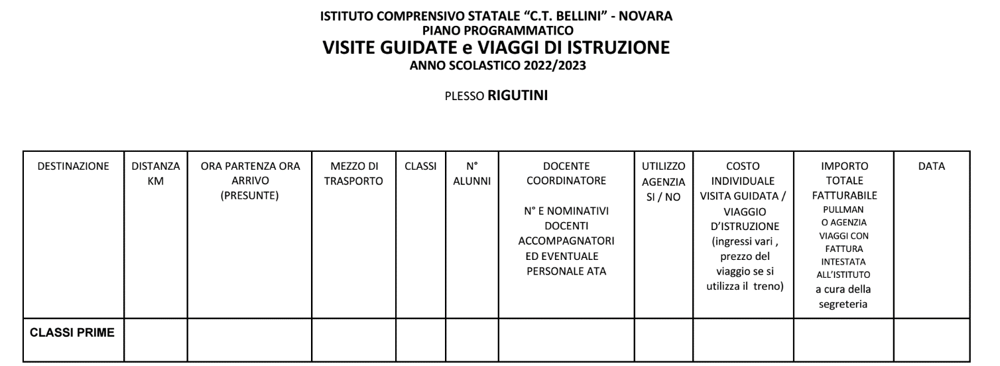 ISTITUTO COMPRENSIVO STATALE “C.T. BELLINI” - NOVARA
PIANO PROGRAMMATICO
VISITE GUIDATE e VIAGGI DI ISTRUZIONE
ANNO SCOLASTICO 2022/2023
PLESSO RIGUTINI
DESTINAZIONE
DISTANZA
KM
ORA PARTENZA ORA
ARRIVO
(PRESUNTE)
MEZZO DI
TRASPORTO
CLASSI
N°
ALUNNI
DOCENTE
COORDINATORE
N° E NOMINATIVI
DOCENTI
ACCOMPAGNATORI
ED EVENTUALE
PERSONALE ATA
UTILIZZO
AGENZIA
SI / NO
COSTO
INDIVIDUALE
VISITA GUIDATA /
VIAGGIO
D’ISTRUZIONE
(ingressi vari ,
prezzo del
viaggio se si
utilizza il treno)
IMPORTO
TOTALE
FATTURABILE
PULLMAN
O AGENZIA
VIAGGI CON
FATTURA
INTESTATA
ALL’ISTITUTO
a cura della
segreteria
DATA
CLASSI PRIME